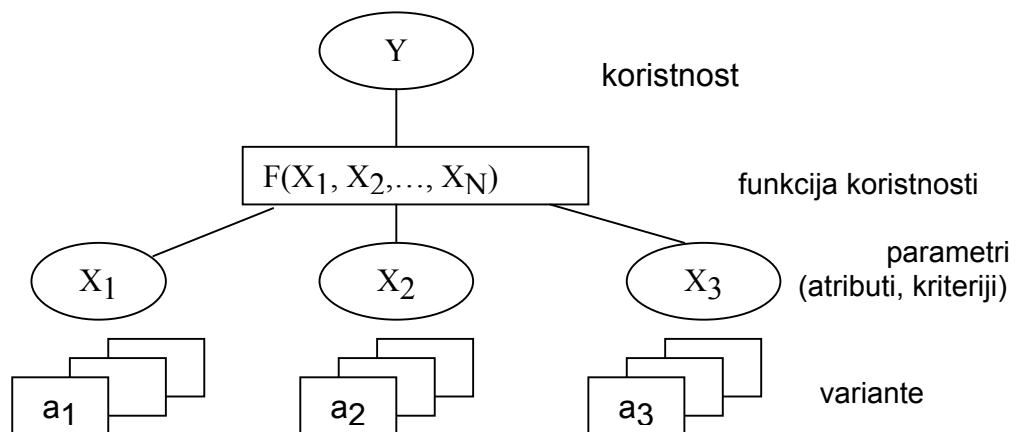 Y
koristnost
F(X1, X2,…, XN)
funkcija koristnosti
X1
X2
X3
parametri
(atributi, kriteriji)
a1
a2
a3
variante